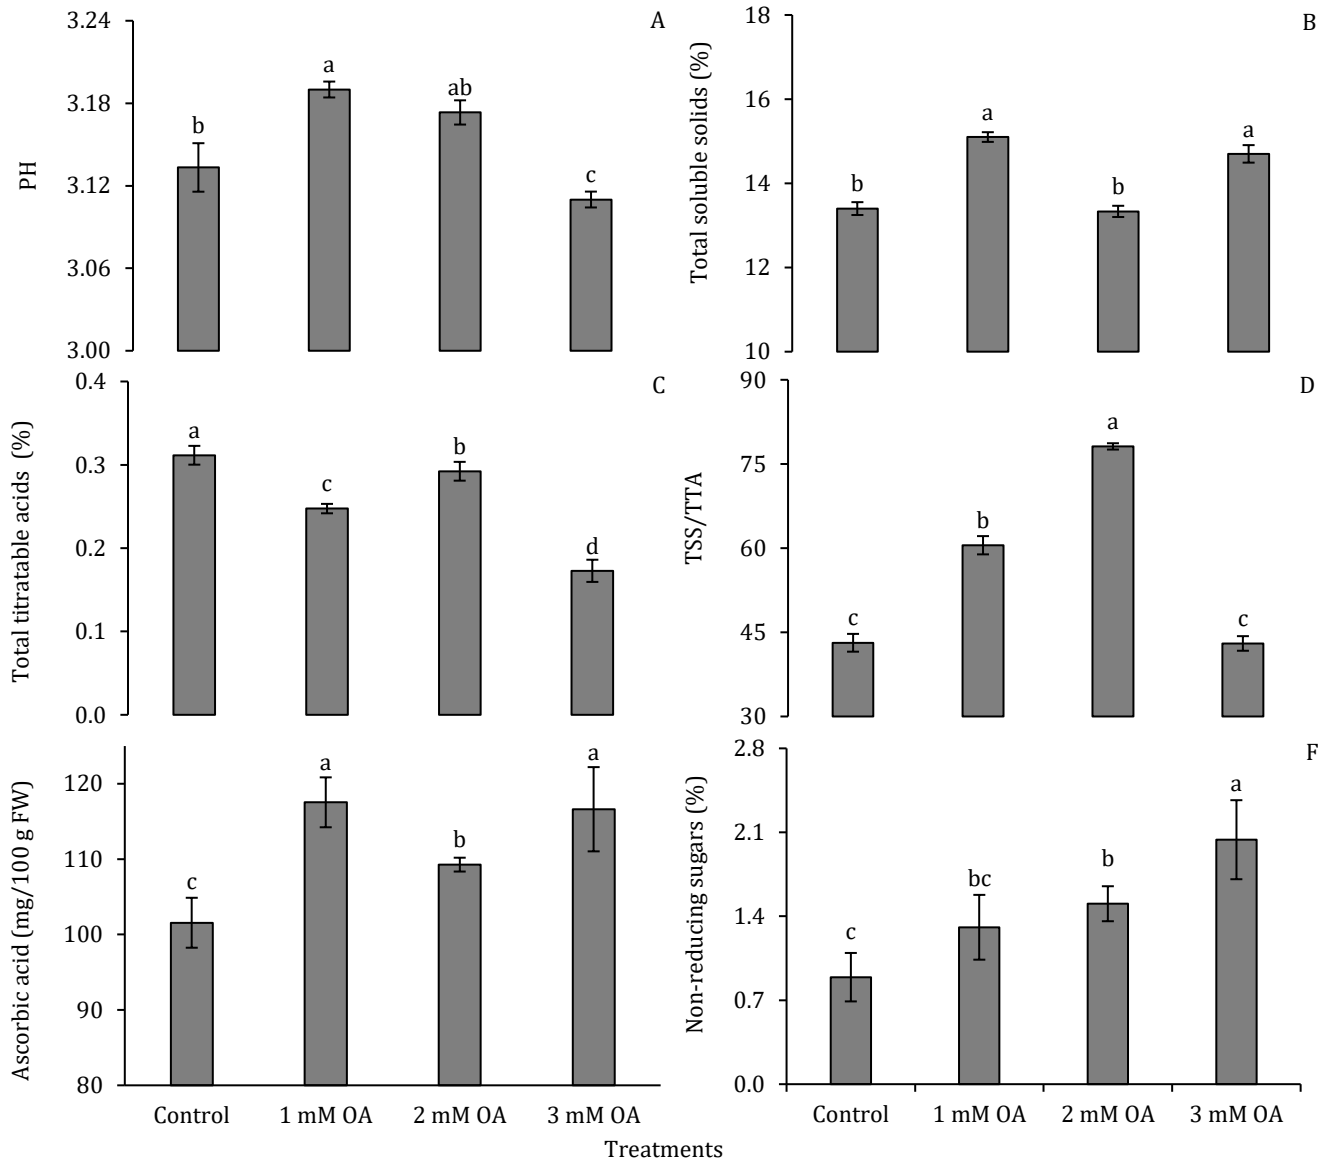 A
PH
3.24
3.18
3.12
3.06
3.00
b
a
ab
c
B
Total soluble solids (%)
18
16
14
12
10
b
a
b
a
C
Total titratable acids (%)
0.4
0.3
0.2
0.1
0.0
a
c
b
d
D
TSS/TTA
90
75
60
45
30
c
b
a
c
Ascorbic acid (mg/100 g FW)
120
110
100
90
80
c
a
b
a
Control
1 mM OA
2 mM OA
3 mM OA
F
Non-reducing sugars (%)
2.8
2.1
1.4
0.7
0.0
c
bc
b
a
Control
1 mM OA
2 mM OA
3 mM OA
Treatments